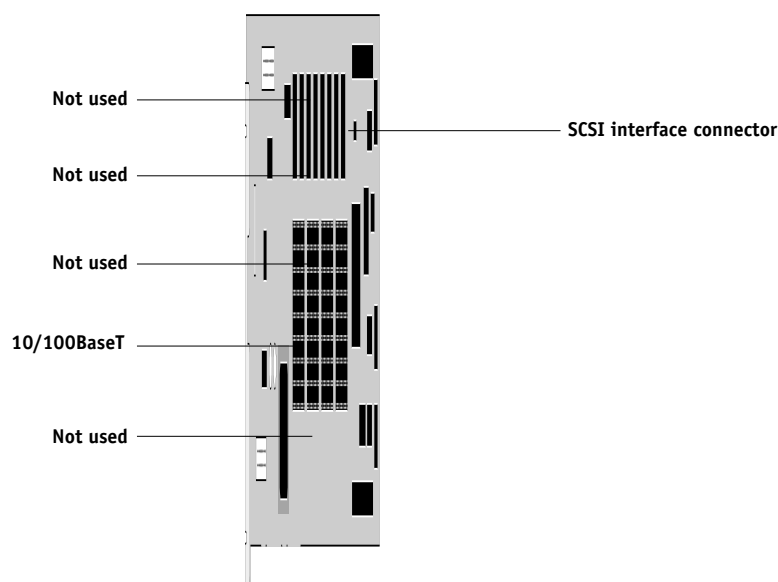 Not used
SCSI interface connector
Not used
Not used
10/100BaseT
Not used